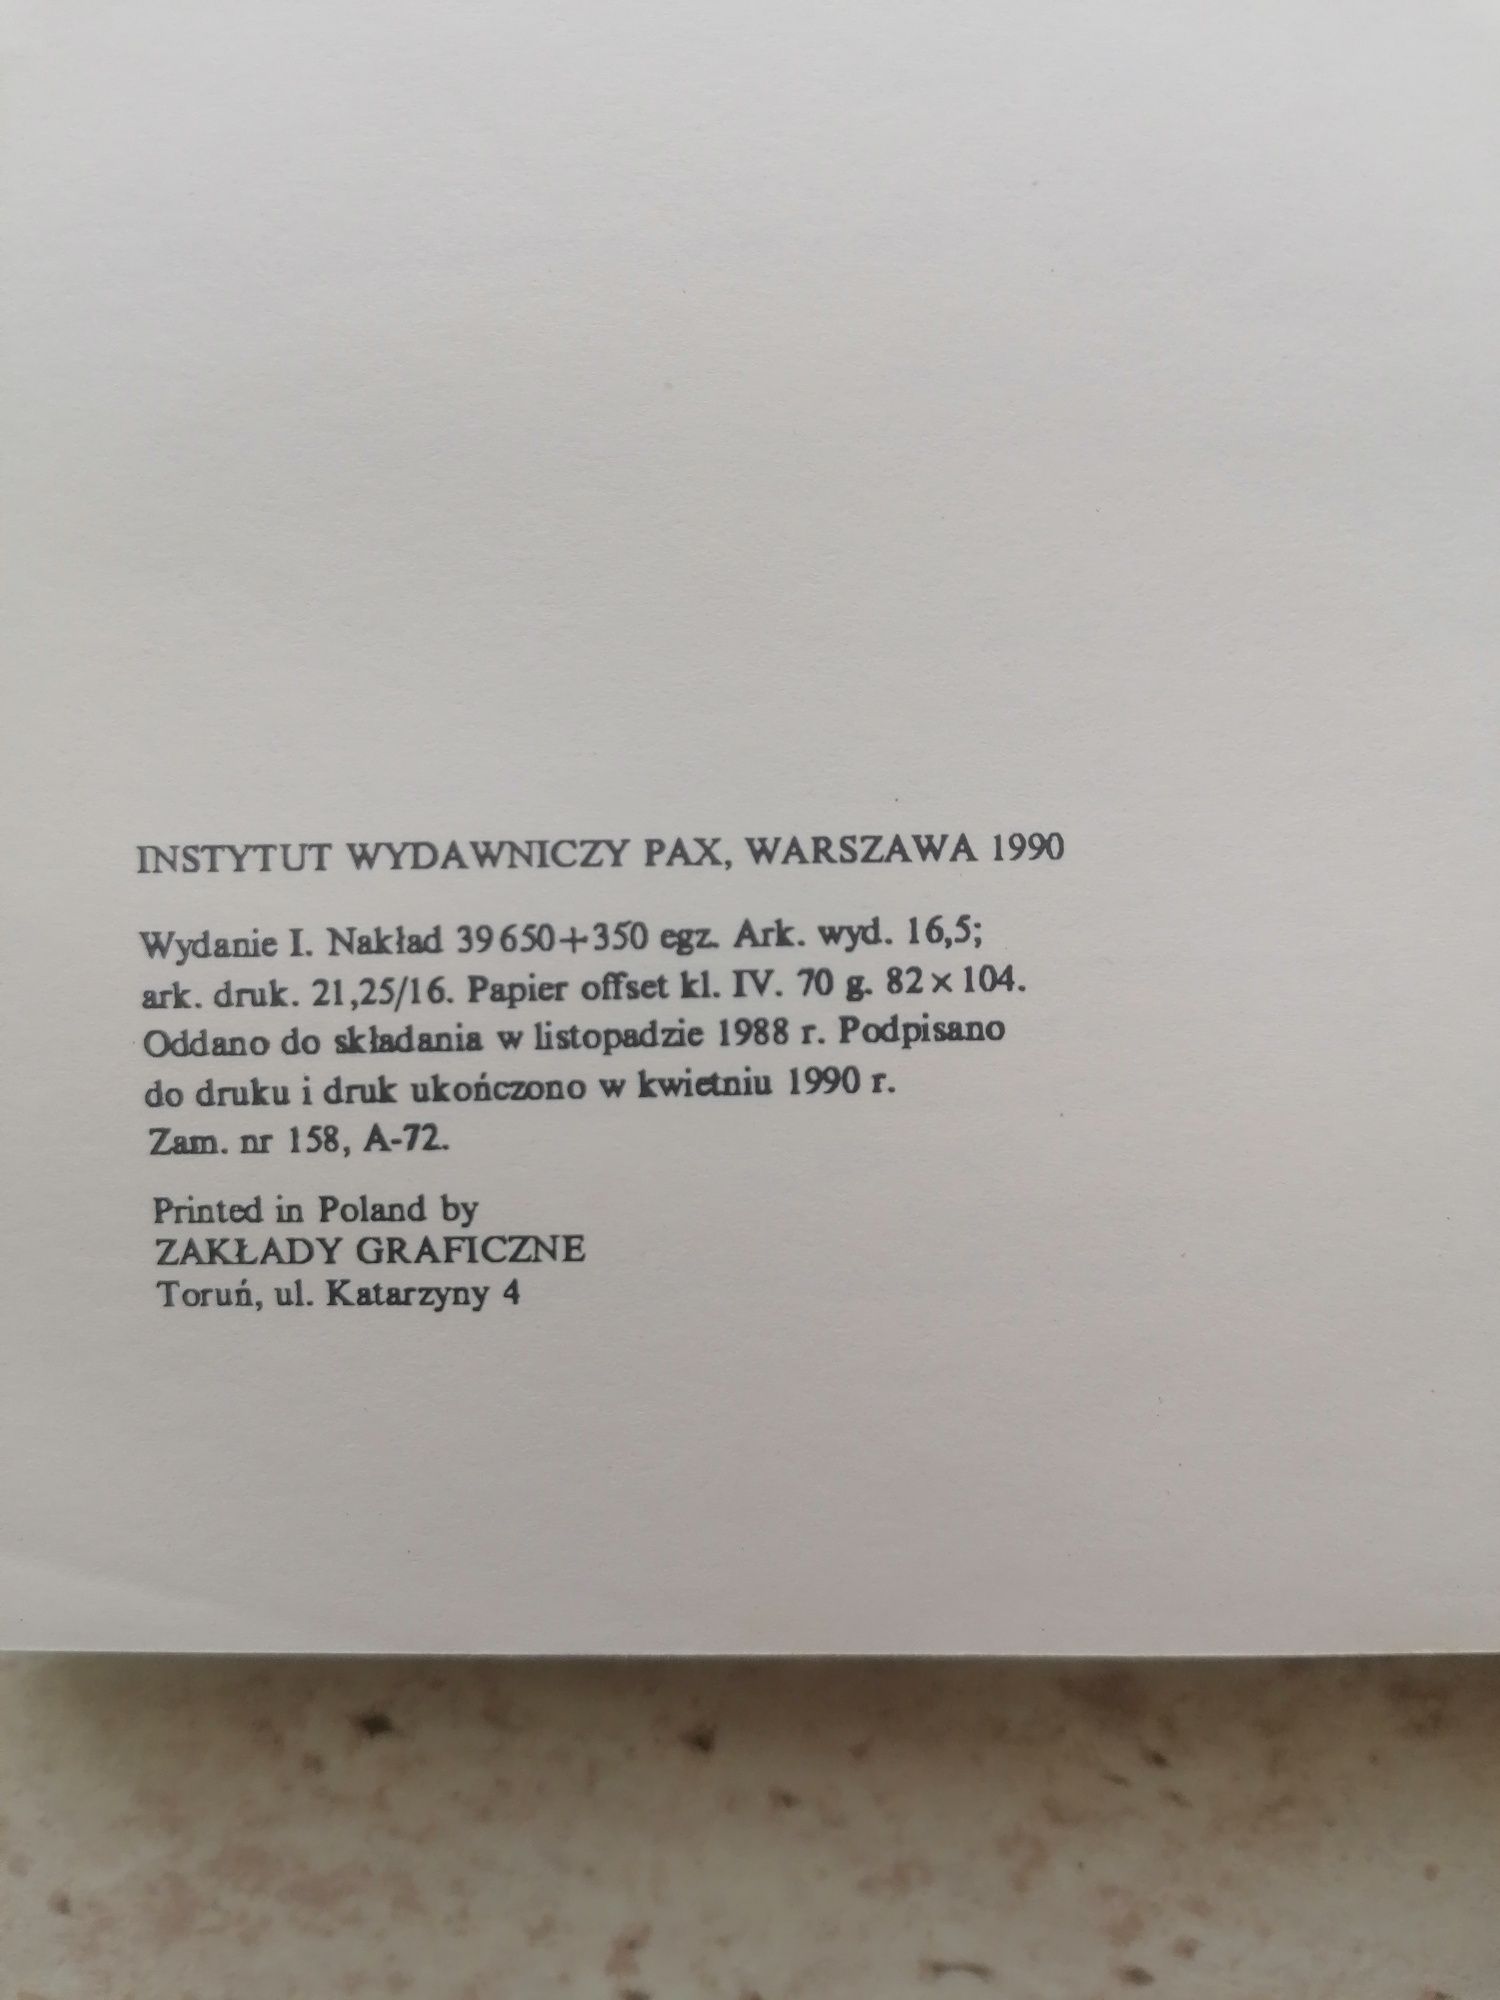 INSTYTUT WYDAWNICZY PAX, WARSZAWA 1990
Wydanie I. Nakład 39 650+350 egz. Ark. wyd. 16,5;
ark. druk. 21,25/16. Papier offset kl. IV. 70 g. 82 × 104.
Oddano do składania w listopadzie 1988 r. Podpisano
do druku i druk ukończono w kwietniu 1990 r.
Zam. nr 158, A-72.
Printed in Poland by
ZAKŁADY GRAFICZNE
Toruń, ul. Katarzyny 4